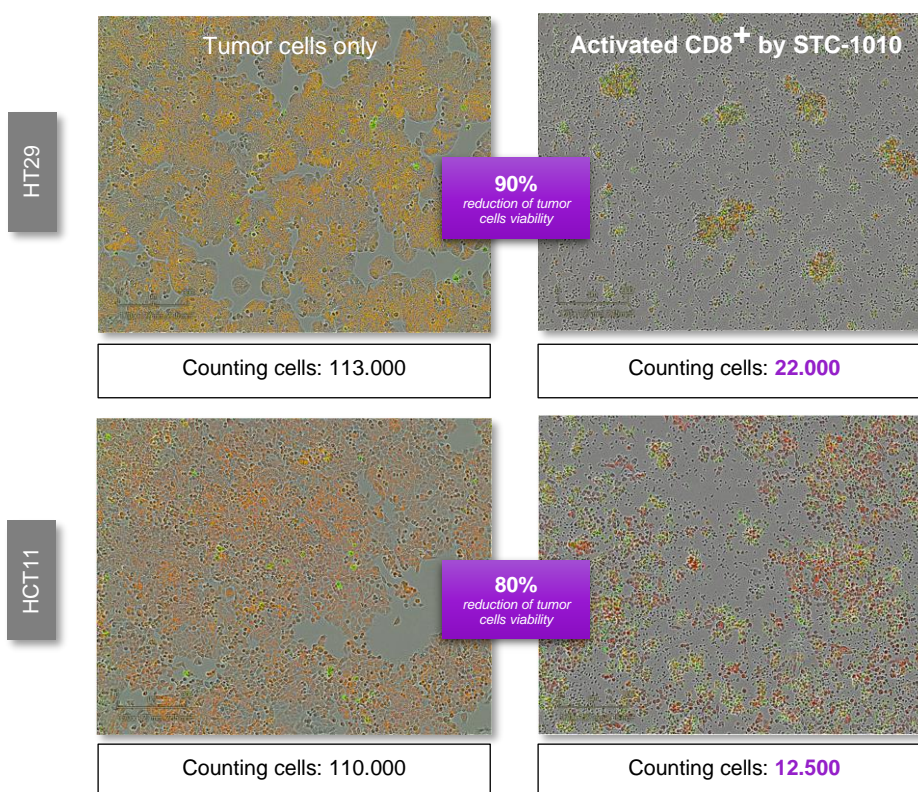 Tumor cells only
Activated CD8+ by STC-1010
HT29
90%
reduction of tumor
cells viability
Counting cells: 113.000
Counting cells: 22.000
HCT11
80%
reduction of tumor
cells viability
Counting cells: 110.000
Counting cells: 12.500